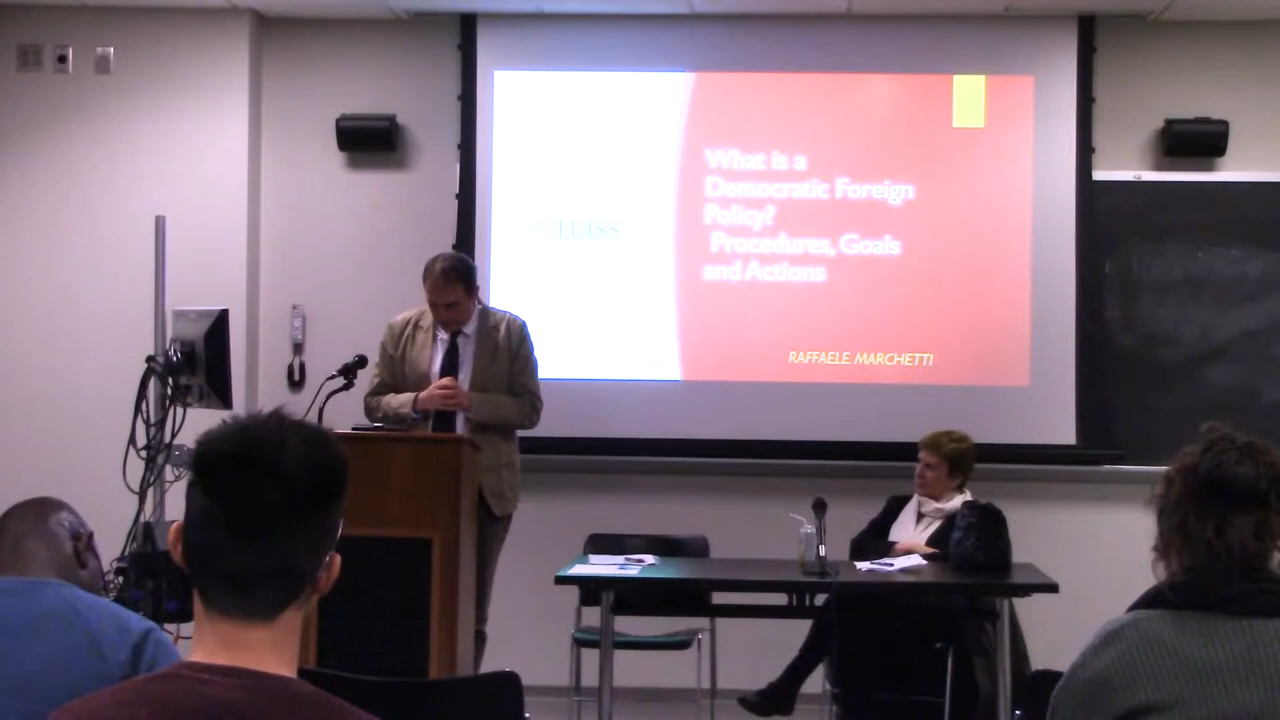 LUISS
What is a
Democratic Foreign
Policy?
Procedures, Goals
and Actions
RAFFAELE MARCHETTI